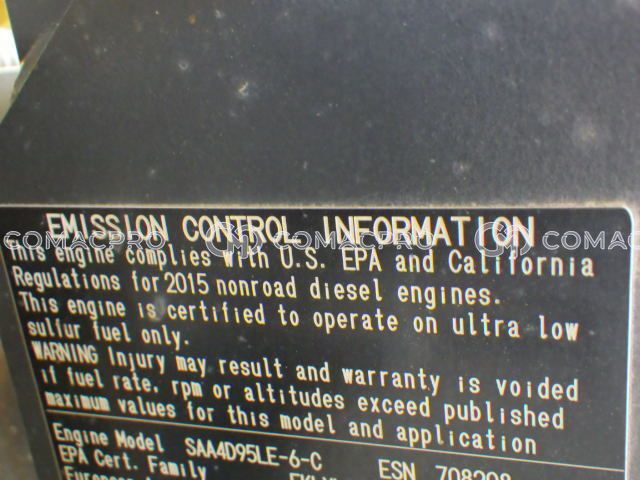 EMISSION CONTROL INFORMATION
COMACPRO COMACPRO COMACPRO
This engine complies with U.S. EPA and California
Regulations for 2015 nonroad diesel engines.
This engine is certified to operate on ultra low
sulfur fuel only.
WARNING Injury may result and warranty is voided
if fuel rate, rpm or altitudes exceed published
maximum values for this model and application
Engine Model SAA4D95LE-6-C ESN
EPA Cert. Family